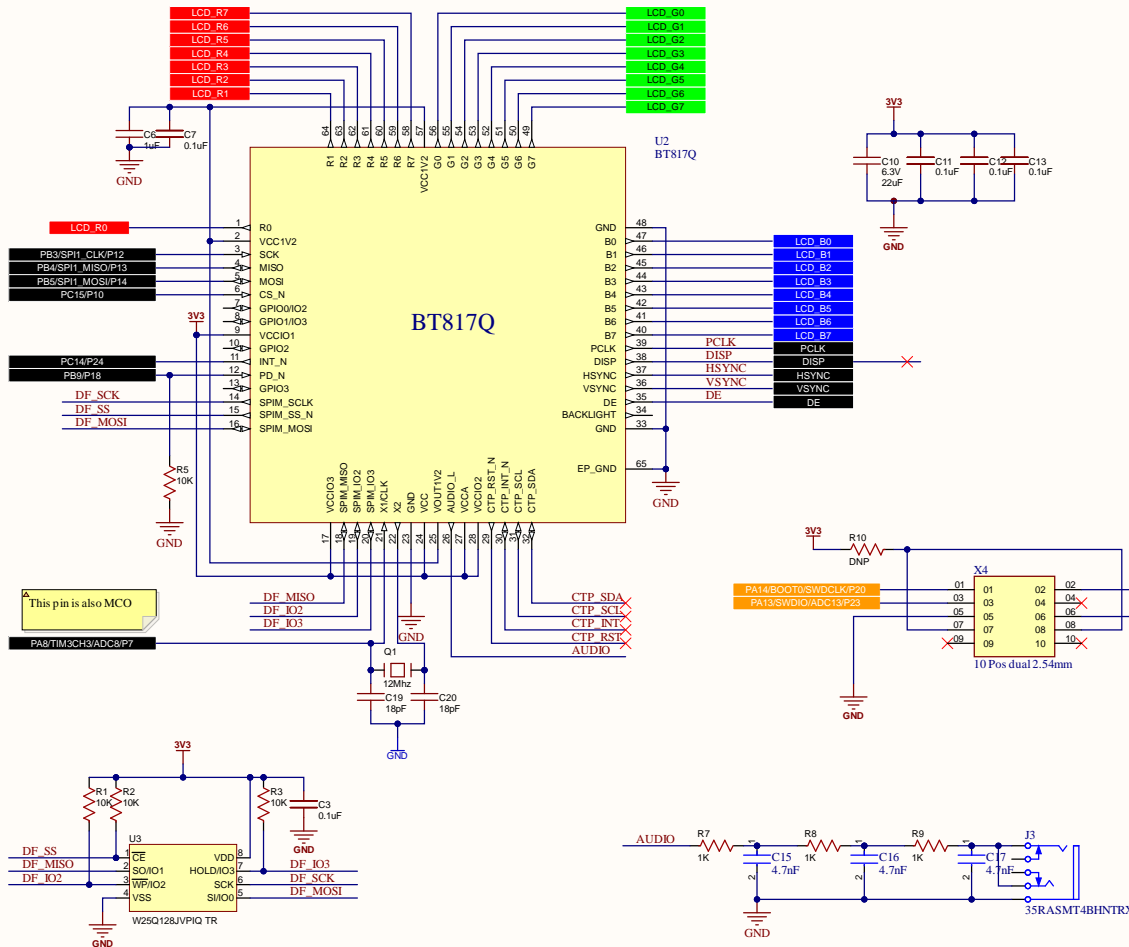 LCD_R7
LCD_R6
LCD_R5
LCD_R4
LCD_R3
LCD_R2
LCD_R1
LCD_G0
LCD_G1
LCD_G2
LCD_G3
LCD_G4
LCD_G5
LCD_G6
LCD_G7
C6
1uF
C7
0.1uF
GND
64 63 62 61 60 59 58 57 56 55 54 53 52 51 50 49
R1 R2 R3 R4 R5 R6 R7 VCC1V2 G0 G1 G2 G3 G4 G5 G6 G7
U2
BT817Q
3V3
C10
6.3V
22uF
C11
0.1uF
C12
0.1uF
C13
0.1uF
GND
LCD_R0
PB3/SPI1_CLK/P12
PB4/SPI1_MISO/P13
PB5/SPI1_MOSI/P14
PC15/P10
3V3
PC14/P24
PB9/P18
DF_SCK
DF_SS
DF_MOSI
1 R0
2 VCC1V2
3 SCK
4 MISO
5 MOSI
6 CS_N
7 GPIO0/IO2
8 GPIO1/IO3
9 VCCIO1
10 GPIO2
11 INT_N
12 PD_N
13 GPIO3
14 SPIM_SCLK
15 SPIM_SS_N
16 SPIM_MOSI
BT817Q
GND 48
B0 47
B1 46
B2 45
B3 44
B4 43
B5 42
B6 41
B7 40
PCLK 39
DISP 38
HSYNC 37
VSYNC 36
DE 35
BACKLIGHT 34
GND 33
EP_GND 65
GND
LCD_B0
LCD_B1
LCD_B2
LCD_B3
LCD_B4
LCD_B5
LCD_B6
LCD_B7
PCLK PCLK
DISP DISP
HSYNC HSYNC
VSYNC VSYNC
DE DE
R5
10K
GND
VCCIO3 SPIM_MISO SPIM_IO2 SPIM_IO3 X1/CLK X2 GND VCC VOUT1V2 AUDIO_L VCCA VCCIO2 CTP_RST_N CTP_INT_N CTP_SCL CTP_SDA
17 18 19 20 21 22 23 24 25 26 27 28 29 30 31 32
This pin is also MCO
PA8/TIM3CH3/ADC8/P7
DF_MISO
DF_IO2
DF_IO3
GND
CTP_SDA
CTP_SCL
CTP_INT
CTP_RST
AUDIO
Q1
12Mhz
C19
18pF
C20
18pF
GND
3V3
R10
DNP
X4
PA14/BOOT0/SWDCLK/P20
PA13/SWDIO/ADC13/P23
01 01 02 02
03 03 04 04
05 05 06 06
07 07 08 08
09 09 10 10
10 Pos dual 2.54mm
GND
3V3
R1
10K
R2
10K
R3
10K
C3
0.1uF
GND
U3
DF_SS
DF_MISO
DF_IO2
1 CE
2 SO/IO1
3 WP/IO2
4 VSS
VDD 8
HOLD/IO3 7
SCK 6
SI/IO0 5
DF_IO3
DF_SCK
DF_MOSI
W25Q128JVPIQ TR
GND
AUDIO
R7
1K
R8
1K
R9
1K
1
C15
4.7nF
2
1
C16
4.7nF
2
1
C17
4.7nF
2
GND
J3